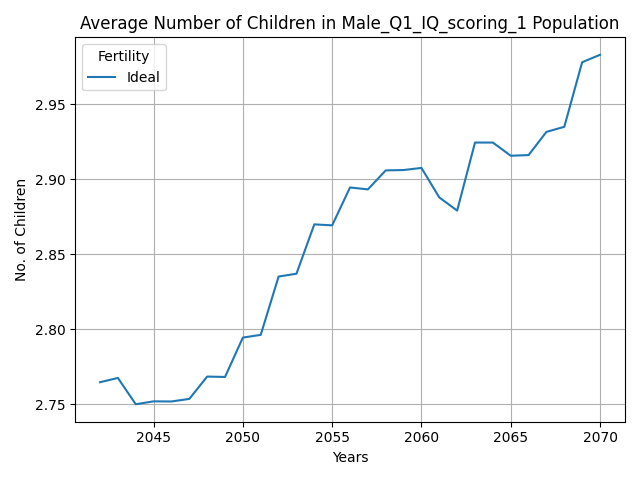 Average Number of Children in Male_Q1_IQ_scoring_1 Population
Fertility
Ideal
No. of Children
2.95
2.90
2.85
2.80
2.75
2045 2050 2055 2060 2065 2070
Years